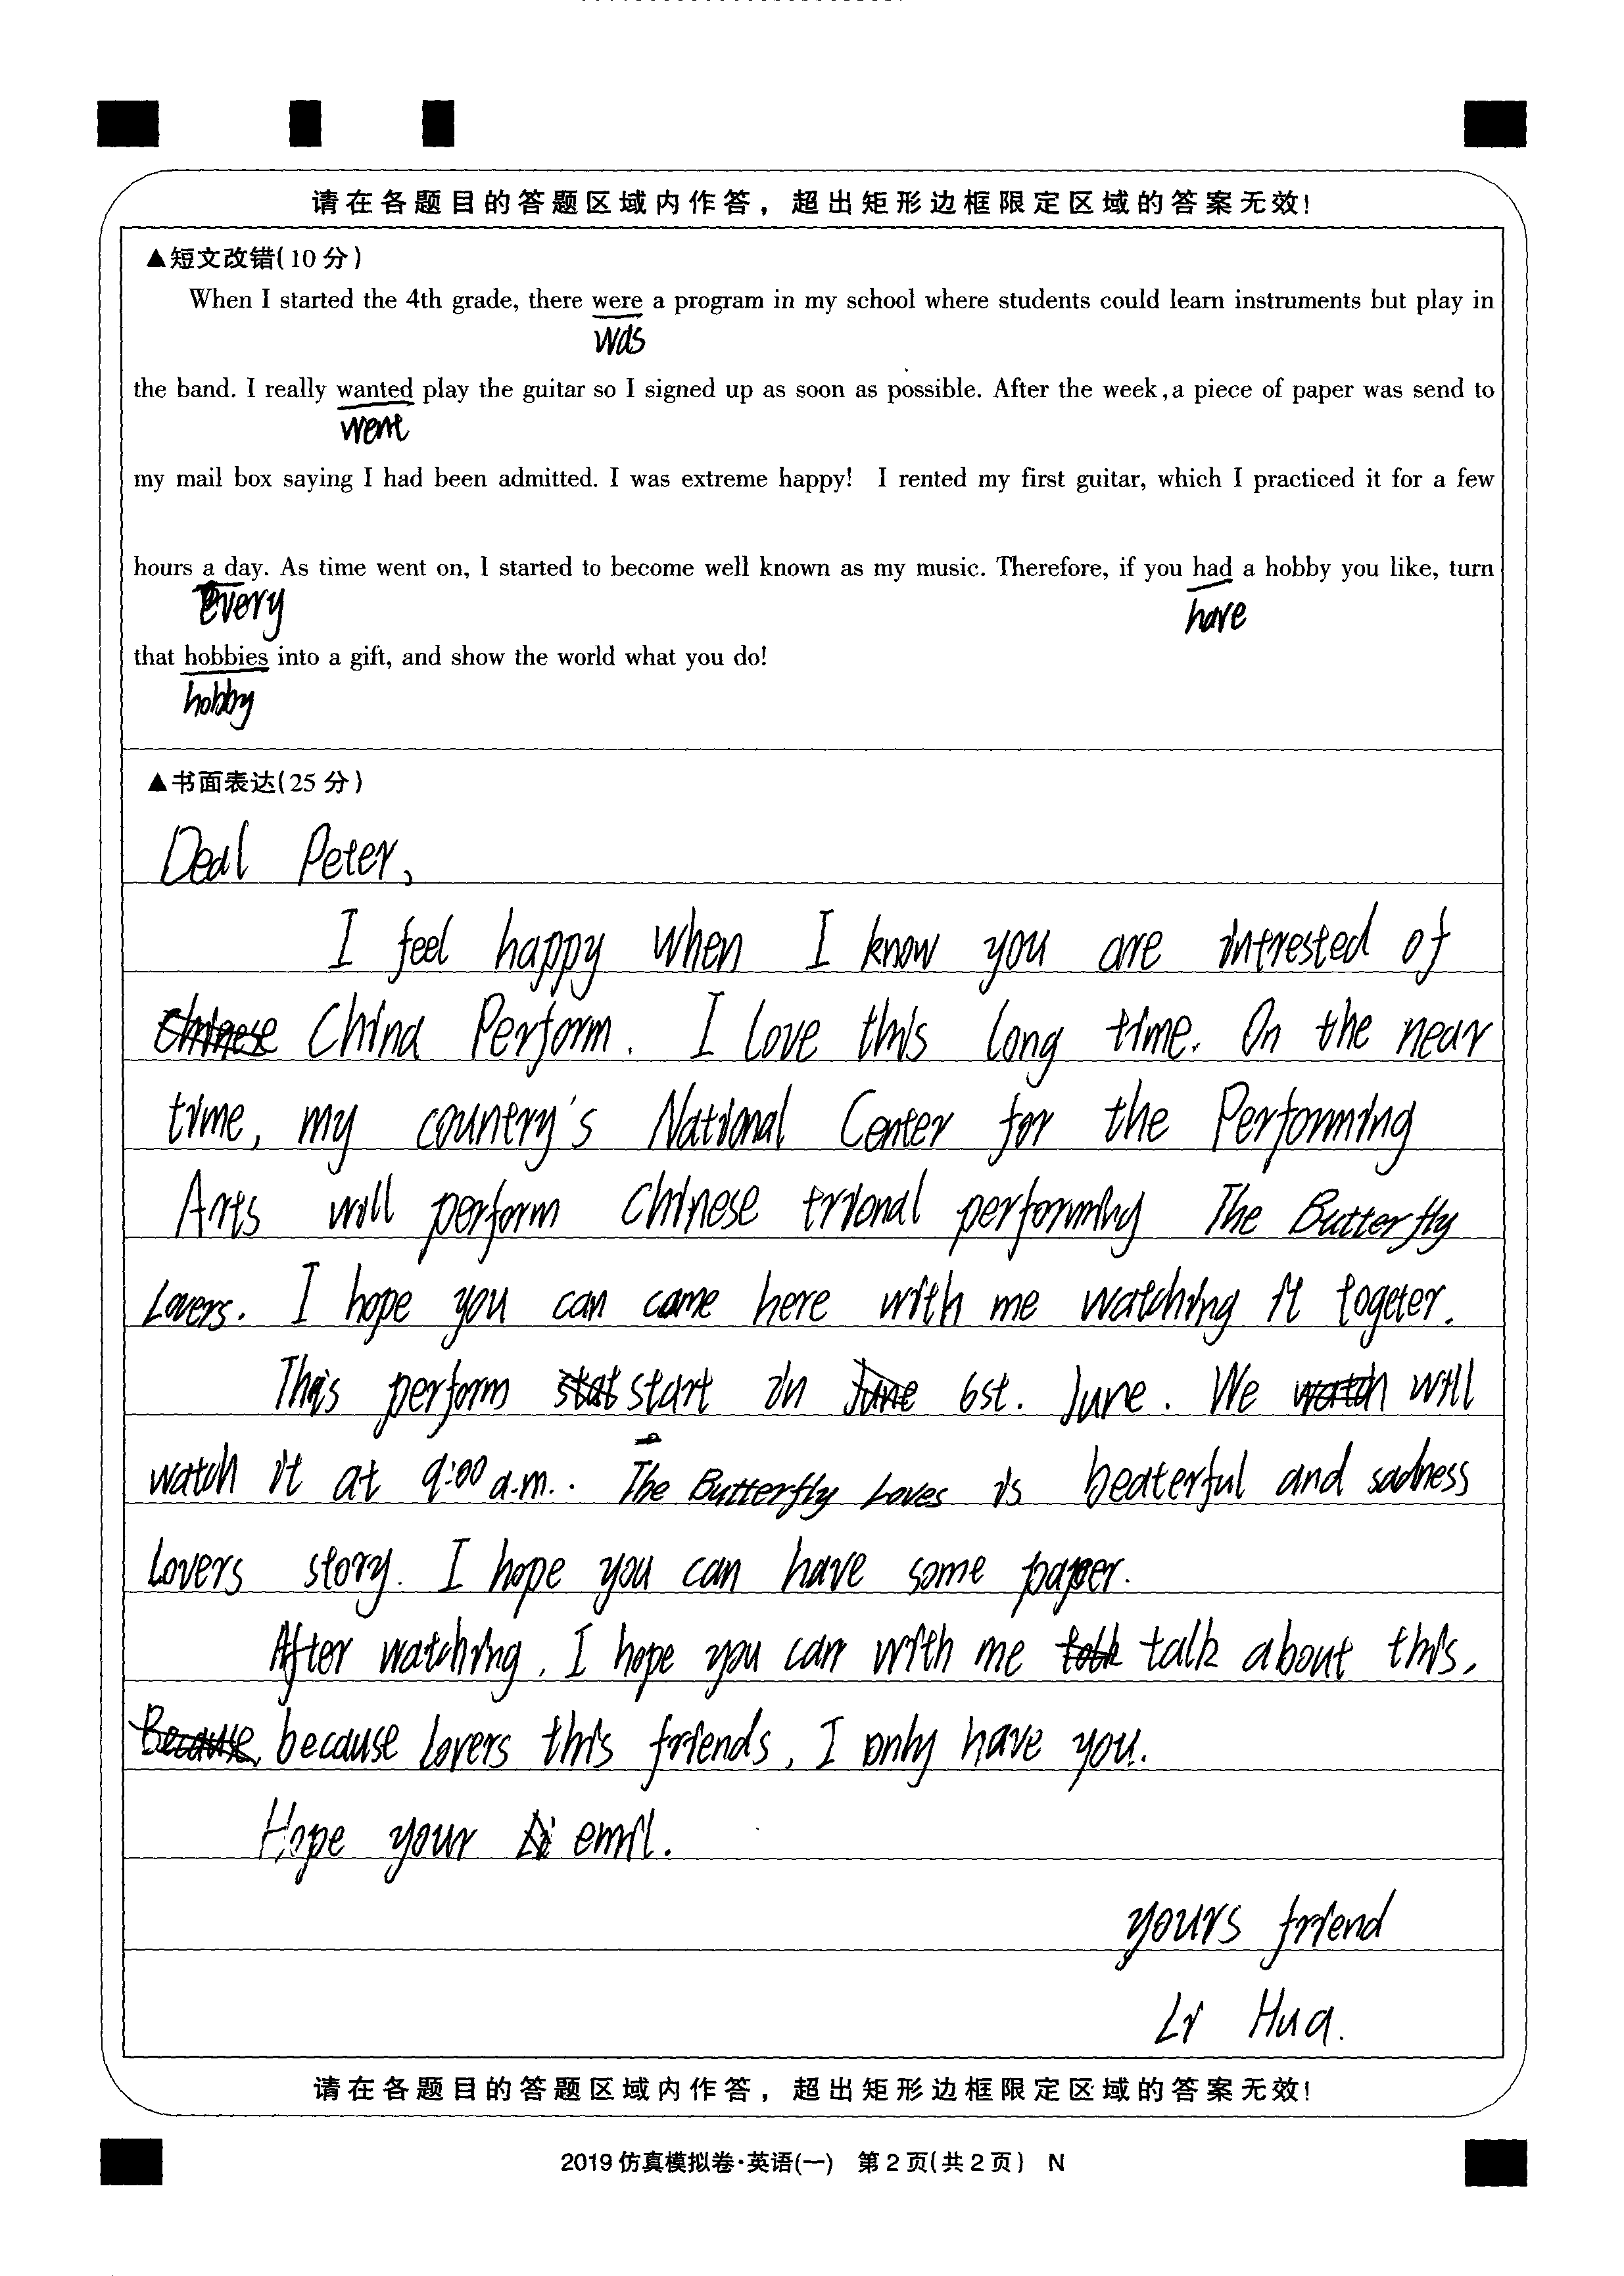 请在各题目的答题区域内作答，超出矩形边框限定区域的答案无效！
▲短文改错(10分)
When I started the 4th grade, there were a program in my school where students could learn instruments but play in
was
the band. I really wanted play the guitar so I signed up as soon as possible. After the week, a piece of paper was send to
went
my mail box saying I had been admitted. I was extreme happy! I rented my first guitar, which I practiced it for a few
hours a day. As time went on, I started to become well known as my music. Therefore, if you had a hobby you like, turn
every have
that hobbies into a gift, and show the world what you do!
hobby
▲书面表达(25分)
Deal Peter,
I feel happy when I know you are intrested of
Chinese China Perform. I Love this long time. On the near
time, my country's National Center for the Performing
Arts will perform Chinese trional performing The Butterfly
Lovers. I hope you can come here with me watching it togeter.
This perform stat start in June 6st. June. We watch will
watch it at 9:00 a.m.. The Butterfly Loves is beaterful and sadness
Lovers story. I hope you can have some paper.
After watching, I hope you can with me talk about this,
Because, because lovers this friends, I only have you.
Hope your emil.
yours friend
Li Hua.
请在各题目的答题区域内作答，超出矩形边框限定区域的答案无效！
2019仿真模拟卷·英语(一) 第2页(共2页) N